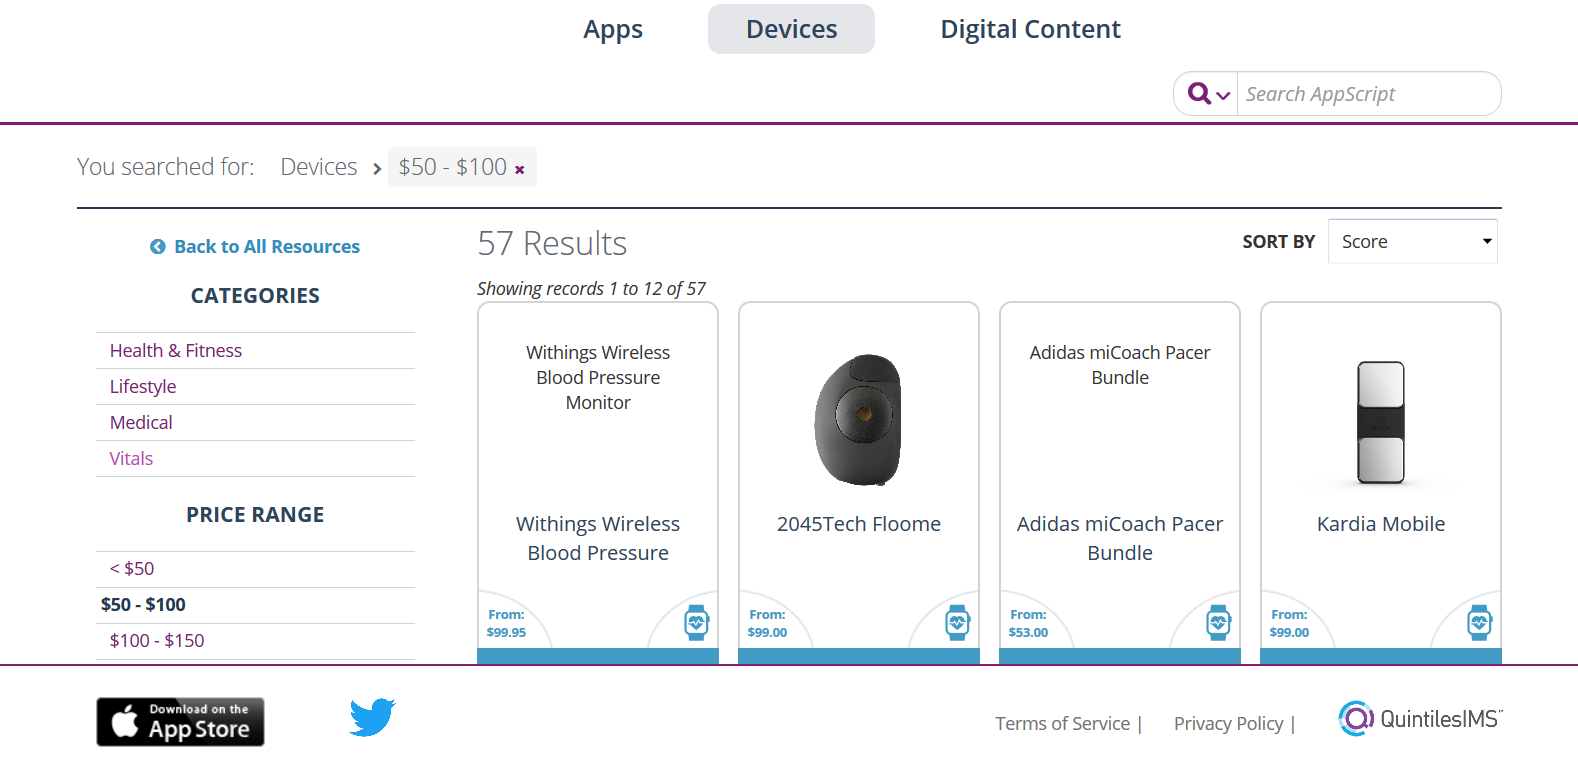 Apps
Devices
Digital Content
Search AppScript
You searched for:
Devices
$50 - $100
Back to All Resources
57 Results
SORT BY
Score
Showing records 1 to 12 of 57
CATEGORIES
Health & Fitness
Lifestyle
Medical
Vitals
PRICE RANGE
< $50
$50 - $100
$100 - $150
Withings Wireless
Blood Pressure
Monitor
Withings Wireless
Blood Pressure
From:
$99.95
2045Tech Floome
From:
$99.00
Adidas miCoach Pacer
Bundle
Adidas miCoach Pacer
Bundle
From:
$53.00
Kardia Mobile
From:
$99.00
Download on the
App Store
Terms of Service |
Privacy Policy |
QuintilesIMS